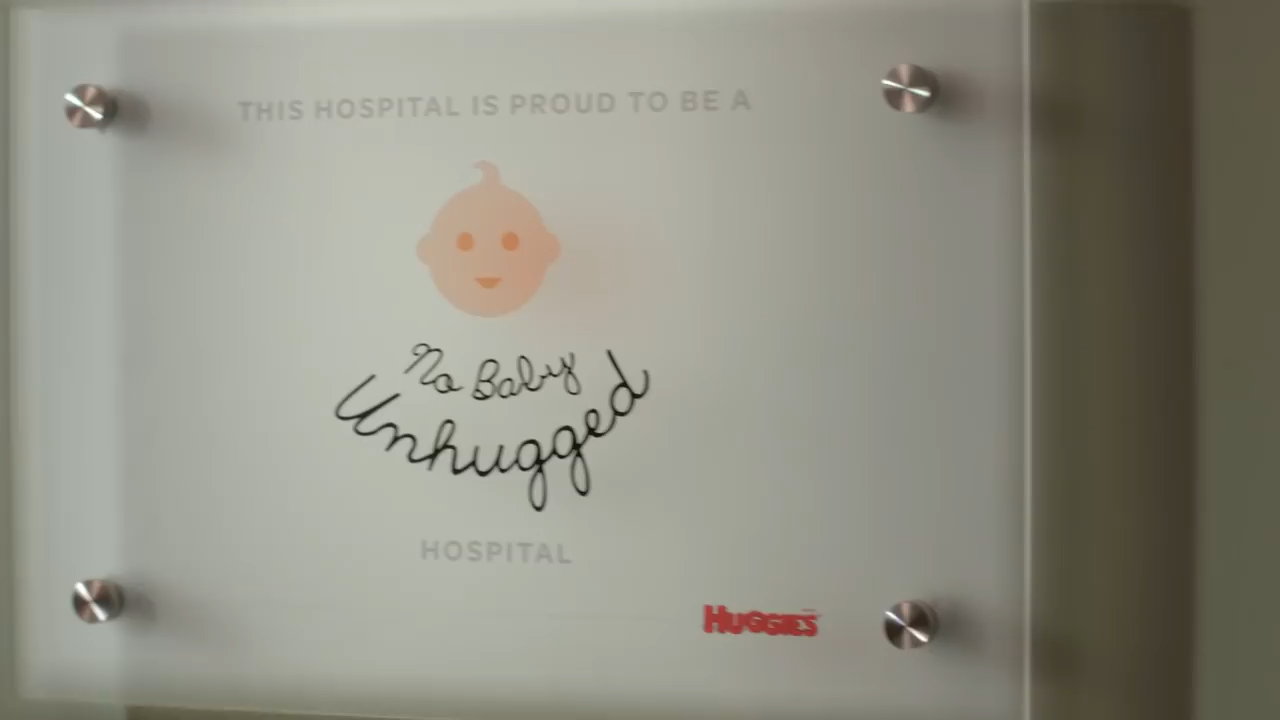 THIS HOSPITAL IS PROUD TO BE A
No Baby
Unhugged
HOSPITAL
HUGGIES